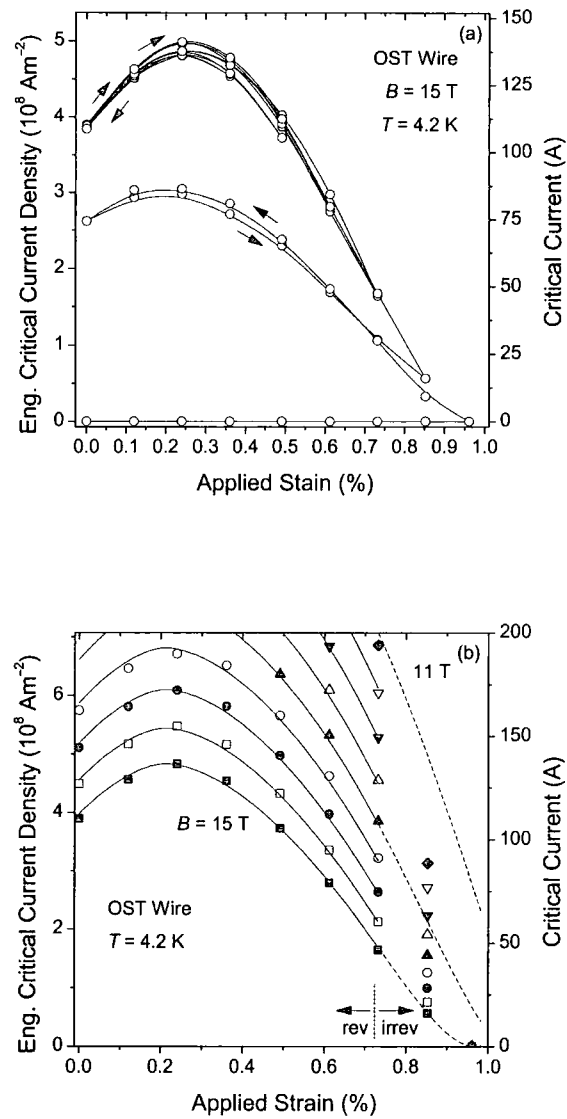 (a)
OST Wire
B = 15 T
T = 4.2 K
Eng. Critical Current Density (10⁸ Am⁻²)
5
4
3
2
1
0
Critical Current (A)
150
125
100
75
50
25
0
0.0 0.1 0.2 0.3 0.4 0.5 0.6 0.7 0.8 0.9 1.0
Applied Stain (%)
(b)
11 T
B = 15 T
OST Wire
T = 4.2 K
rev irrev
Eng. Critical Current Density (10⁸ Am⁻²)
6
4
2
0
Critical Current (A)
200
150
100
50
0
0.0 0.2 0.4 0.6 0.8 1.0
Applied Strain (%)